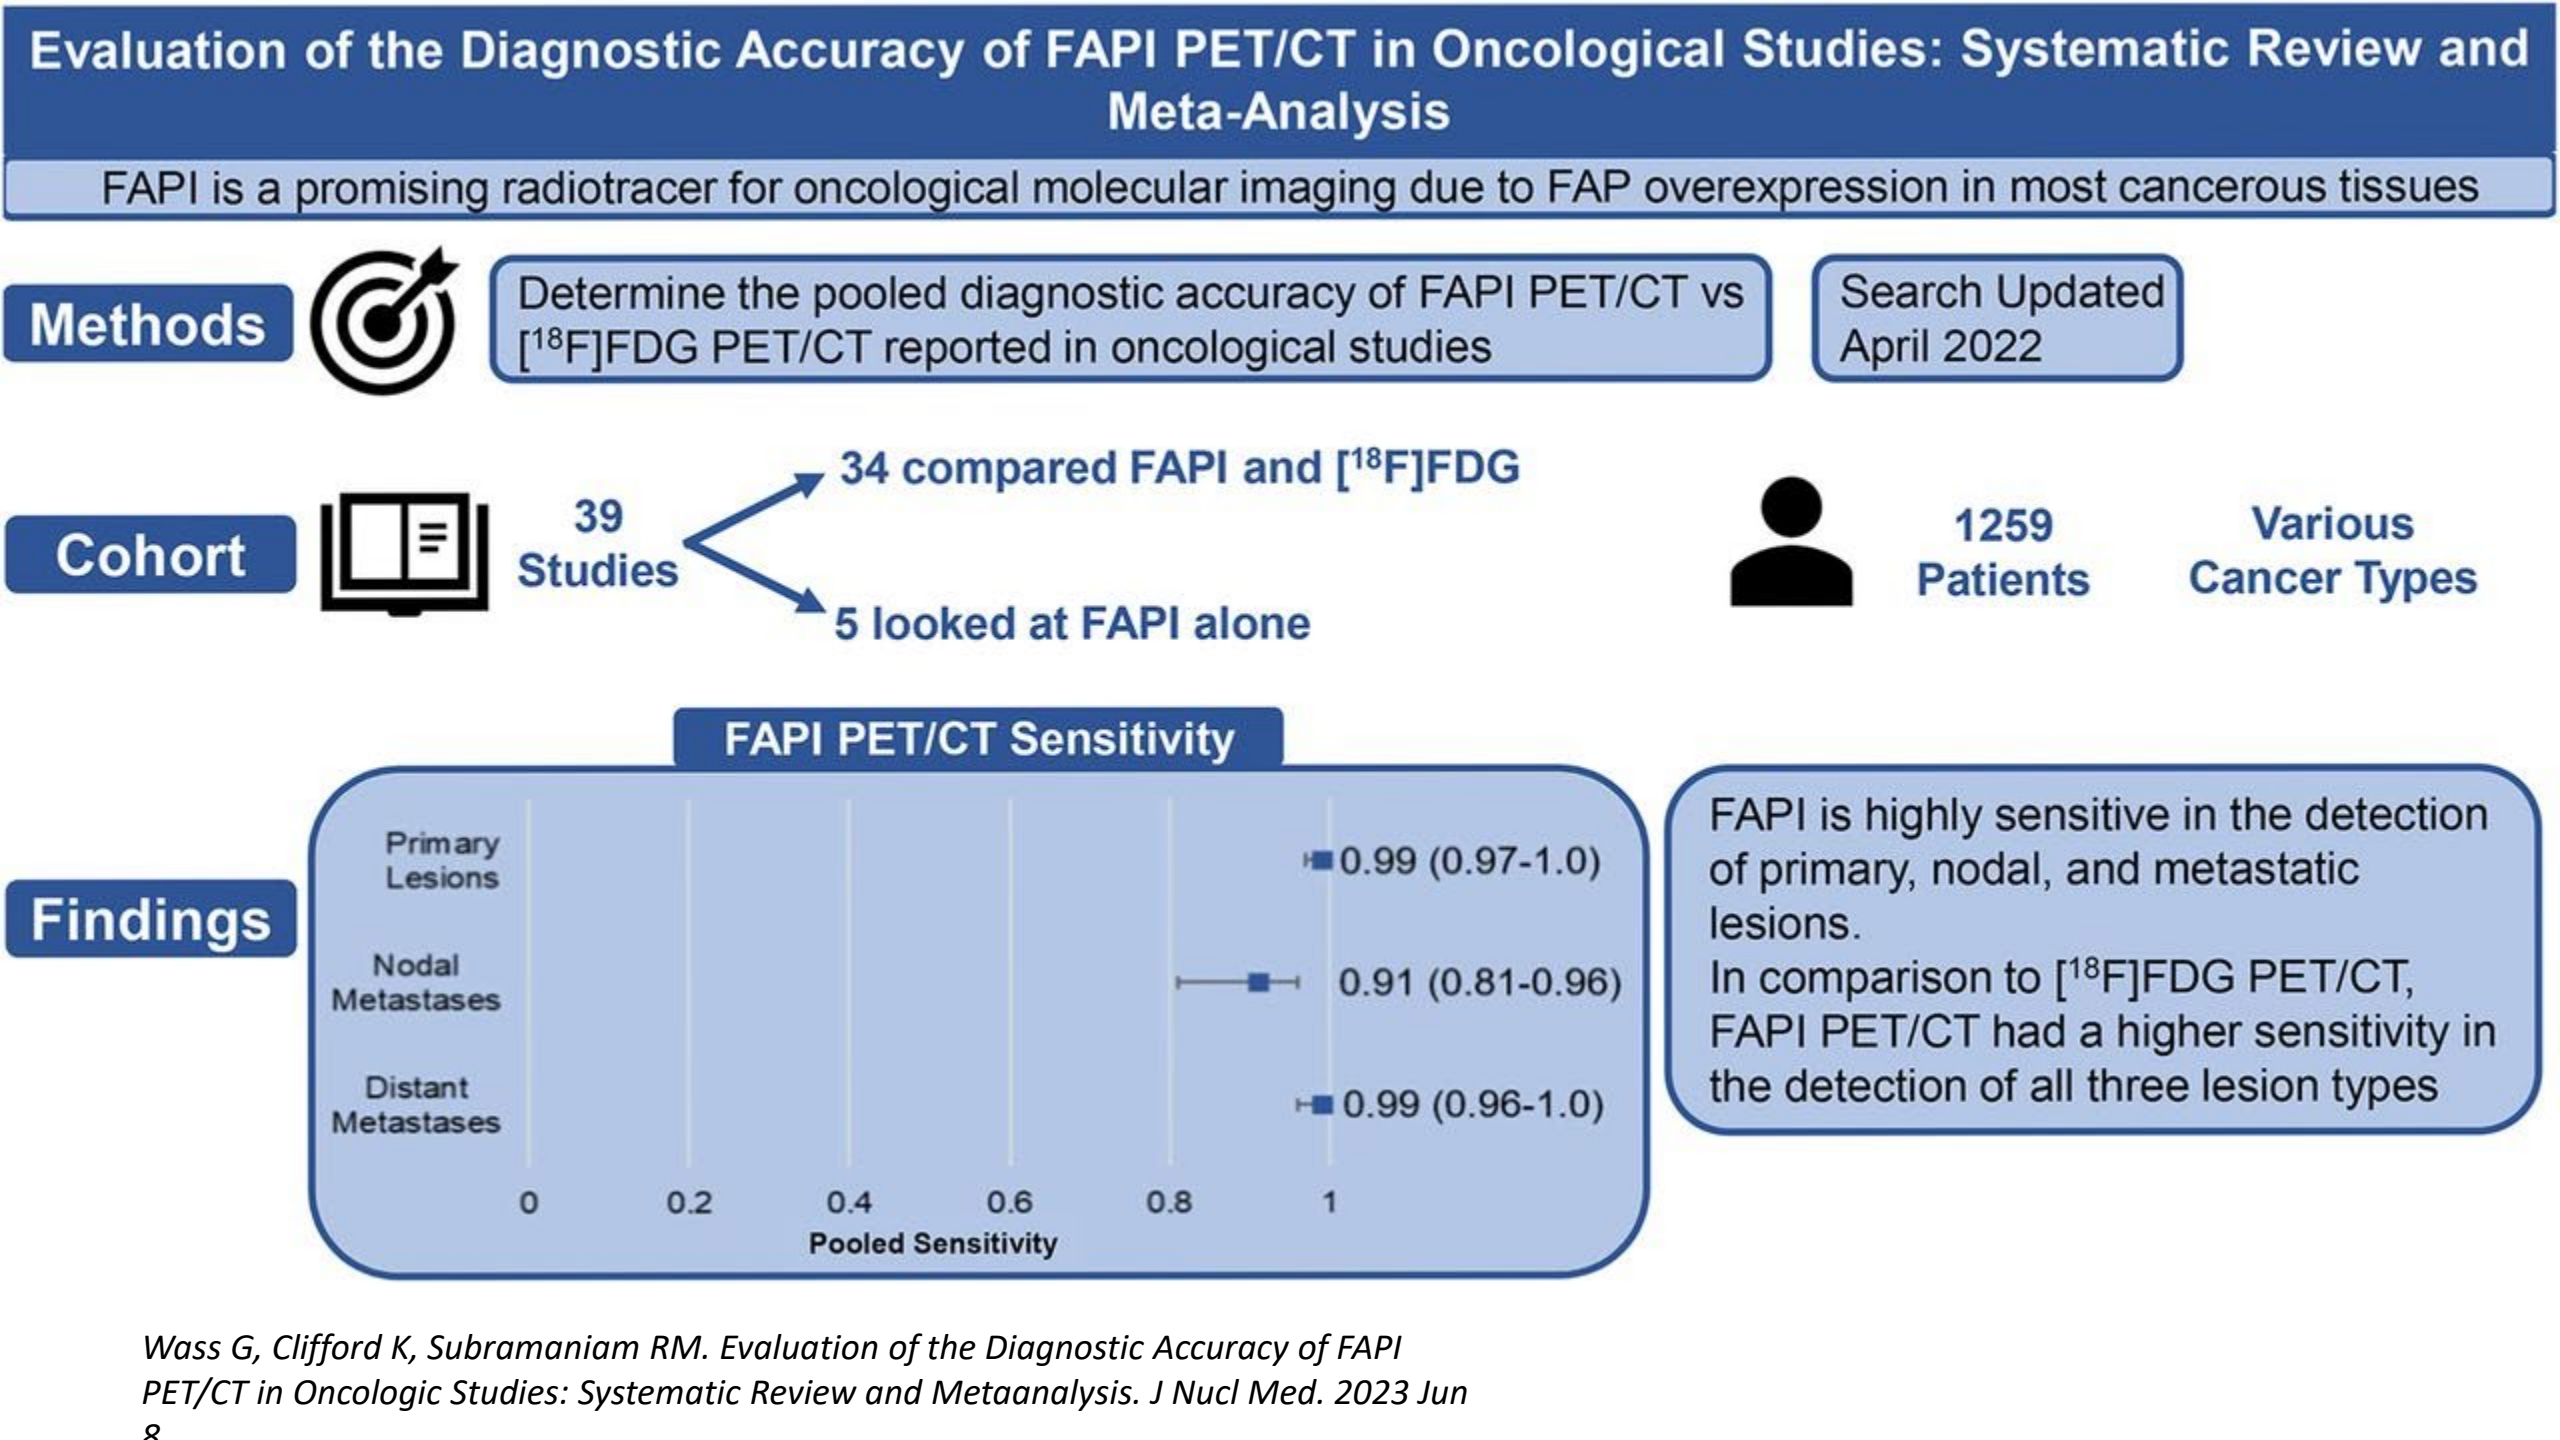 Evaluation of the Diagnostic Accuracy of FAPI PET/CT in Oncological Studies: Systematic Review and
Meta-Analysis
FAPI is a promising radiotracer for oncological molecular imaging due to FAP overexpression in most cancerous tissues
Methods
Determine the pooled diagnostic accuracy of FAPI PET/CT vs
[¹⁸F]FDG PET/CT reported in oncological studies
Search Updated
April 2022
Cohort
39
Studies
34 compared FAPI and [¹⁸F]FDG
5 looked at FAPI alone
1259
Patients
Various
Cancer Types
Findings
FAPI PET/CT Sensitivity
Primary
Lesions
0.99 (0.97-1.0)
Nodal
Metastases
0.91 (0.81-0.96)
Distant
Metastases
0.99 (0.96-1.0)
0 0.2 0.4 0.6 0.8 1
Pooled Sensitivity
FAPI is highly sensitive in the detection
of primary, nodal, and metastatic
lesions.
In comparison to [¹⁸F]FDG PET/CT,
FAPI PET/CT had a higher sensitivity in
the detection of all three lesion types
Wass G, Clifford K, Subramaniam RM. Evaluation of the Diagnostic Accuracy of FAPI
PET/CT in Oncologic Studies: Systematic Review and Metaanalysis. J Nucl Med. 2023 Jun
8